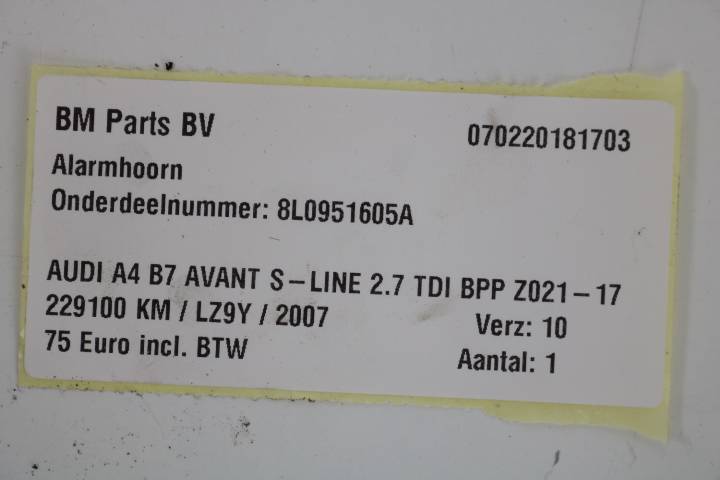 BM Parts BV 070220181703
Alarmhoorn
Onderdeelnummer: 8L0951605A
AUDI A4 B7 AVANT S-LINE 2.7 TDI BPP Z021-17
229100 KM / LZ9Y / 2007 Verz: 10
75 Euro incl. BTW Aantal: 1